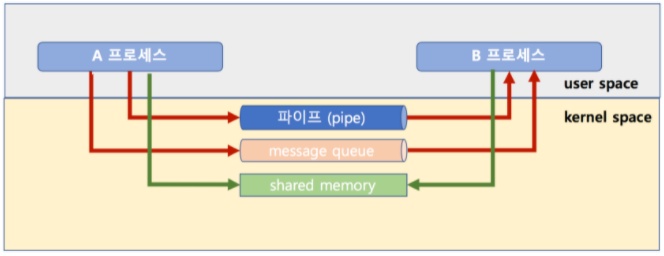 A 프로세스
B 프로세스
user space
파이프 (pipe)
kernel space
message queue
shared memory